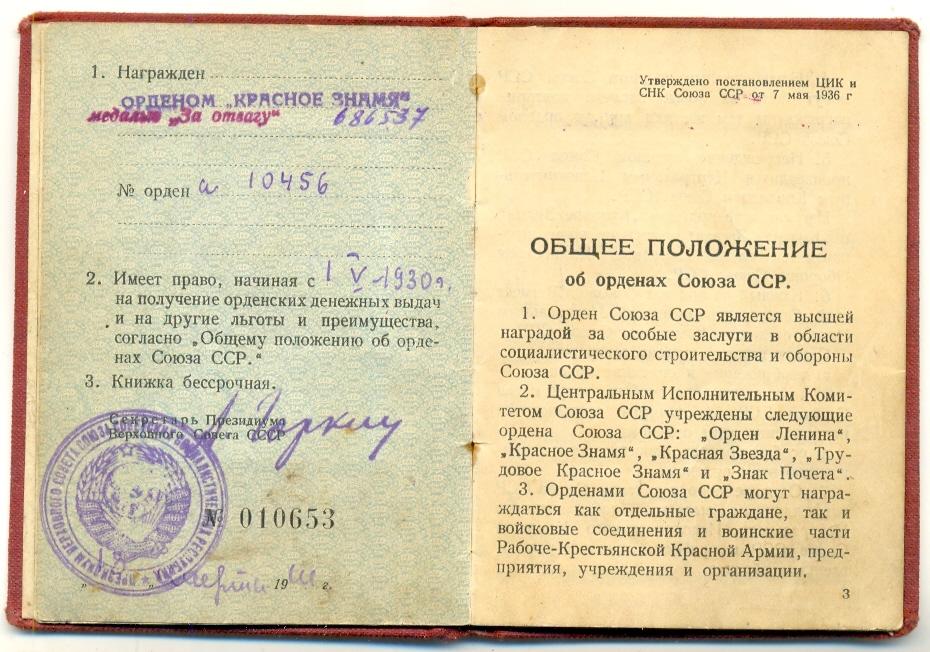 1. Награжден
ОРДЕНОМ „КРАСНОЕ ЗНАМЯ“
медалью „За отвагу“ 686537
№ орден а 10456
2. Имеет право, начиная с 1 V - 1930 г.
на получение орденских денежных выдач
и на другие льготы и преимущества,
согласно „Общему положению об орде-
нах Союза ССР.“
3. Книжка бессрочная.
Секретарь Президиума
Верховного Совета СССР
№ 010653
19 г.
Утверждено постановлением ЦИК и
СНК Союза ССР от 7 мая 1936 г
ОБЩЕЕ ПОЛОЖЕНИЕ
об орденах Союза ССР.
1. Орден Союза ССР является высшей
наградой за особые заслуги в области
социалистического строительства и обороны
Союза ССР.
2. Центральным Исполнительным Коми-
тетом Союза ССР учреждены следующие
ордена Союза ССР: „Орден Ленина“,
„Красное Знамя“, „Красная Звезда“, „Тру-
довое Красное Знамя“ и „Знак Почета“.
3. Орденами Союза ССР могут награ-
ждаться как отдельные граждане, так и
войсковые соединения и воинские части
Рабоче-Крестьянской Красной Армии, пред-
приятия, учреждения и организации.
3